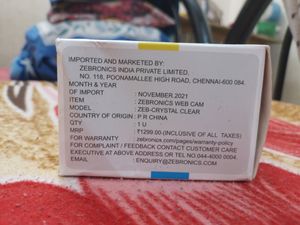 IMPORTED AND MARKETED BY:
ZEBRONICS INDIA PRIVATE LIMITED.
NO. 118, POONAMALLEE HIGH ROAD, CHENNAI-600 084.
MONTH & YEAR
OF IMPORT : NOVEMBER,2021
ITEM : ZEBRONICS WEB CAM
MODEL : ZEB-CRYSTAL CLEAR
COUNTRY OF ORIGIN : P R CHINA
QTY : 1 U
MRP : ₹1299.00 (INCLUSIVE OF ALL TAXES)
FOR WARRANTY : zebronics.com/pages/warranty-policy
FOR COMPLAINT / FEEDBACK CONTACT CUSTOMER CARE
EXECUTIVE AT ABOVE ADDRESS OR TEL NO:044-4000 0004.
EMAIL : ENQUIRY@ZEBRONICS.COM